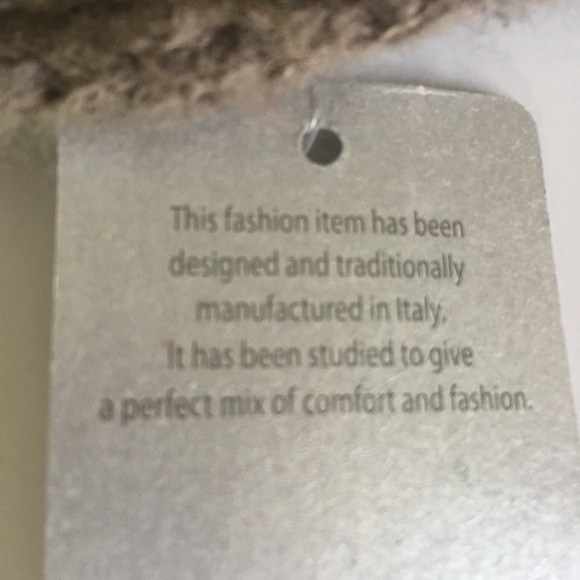 This fashion item has been
designed and traditionally
manufactured in Italy.
It has been studied to give
a perfect mix of comfort and fashion.